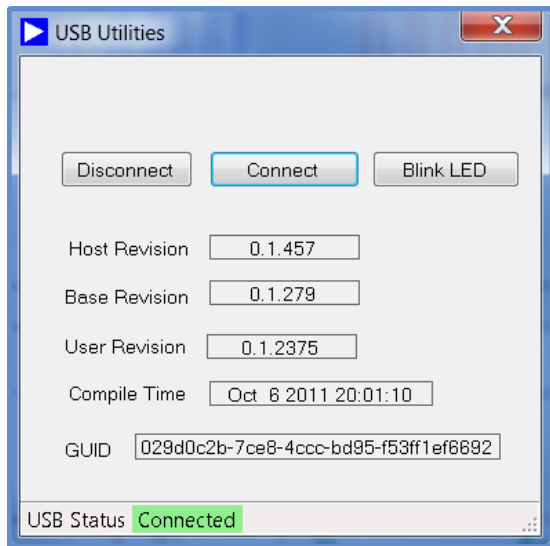 USB Utilities
Disconnect Connect Blink LED
Host Revision 0.1.457
Base Revision 0.1.279
User Revision 0.1.2375
Compile Time Oct 6 2011 20:01:10
GUID 029d0c2b-7ce8-4ccc-bd95-f53ff1ef6692
USB Status Connected